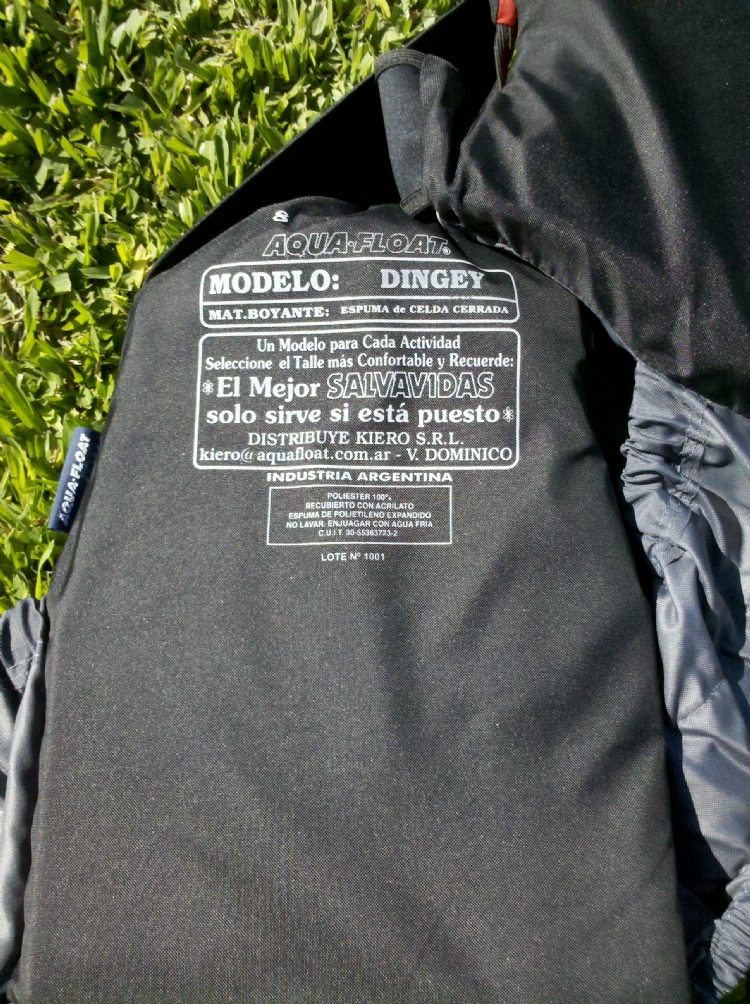 AQUA·FLOAT®
MODELO: DINGEY
MAT.BOYANTE: ESPUMA de CELDA CERRADA
Un Modelo para Cada Actividad
Seleccione el Talle más Confortable y Recuerde:
*El Mejor SALVAVIDAS
solo sirve si está puesto*
DISTRIBUYE KIERO S.R.L.
kiero@aquafloat.com.ar - V. DOMINICO
INDUSTRIA ARGENTINA
POLIESTER 100%
RECUBIERTO CON ACRILATO
ESPUMA DE POLIETILENO EXPANDIDO
NO LAVAR. ENJUAGAR CON AGUA FRIA
C.U.I.T. 30-55363723-2
LOTE Nº 1001
AQUA·FLOAT